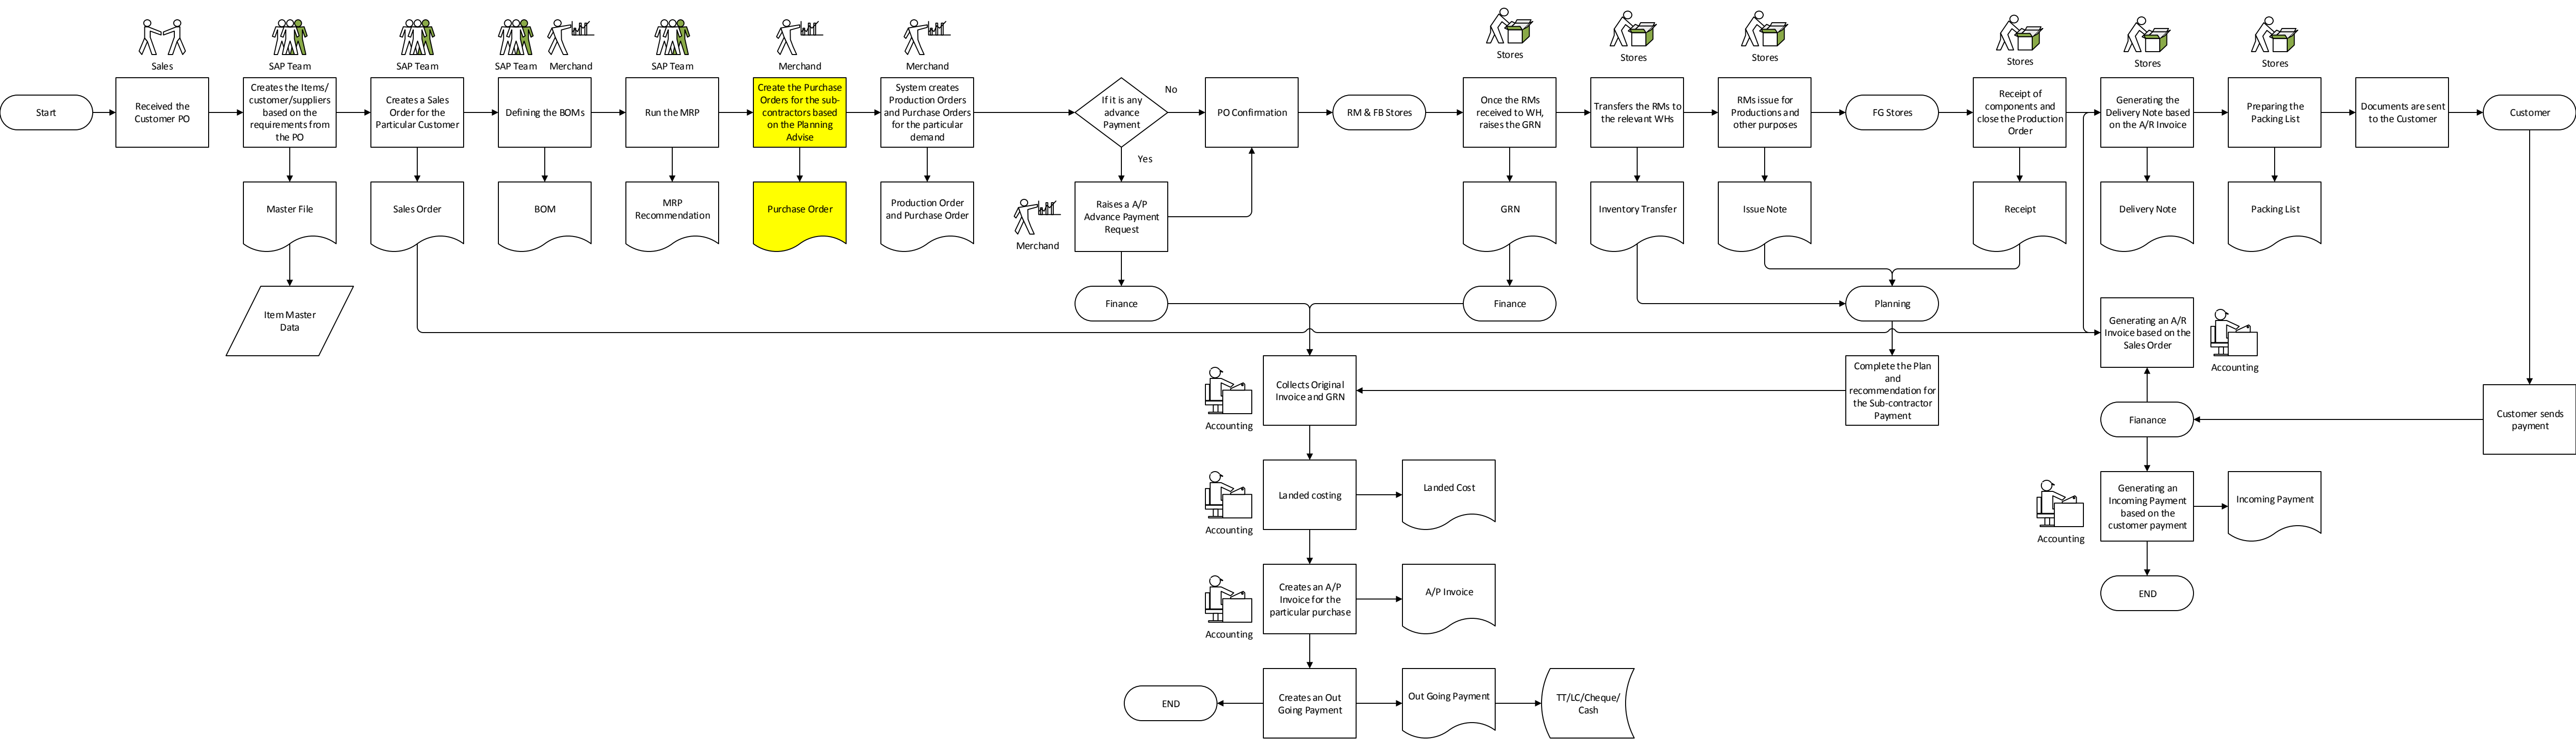 Sales
SAP Team
SAP Team
SAP Team
Merchand
SAP Team
Merchand
Merchand
Stores
Stores
Stores
Stores
Stores
Stores
Start
Received the
Customer PO
Creates the Items/
customer/suppliers
based on the
requirements from
the PO
Creates a Sales
Order for the
Particular Customer
Defining the BOMs
Run the MRP
Create the Purchase
Orders for the sub-
contractors based
on the Planning
Advise
System creates
Production Orders
and Purchase Orders
for the particular
demand
If it is any
advance
Payment
No
Yes
PO Confirmation
RM & FB Stores
Once the RMs
received to WH,
raises the GRN
Transfers the RMs to
the relevant WHs
RMs issue for
Productions and
other purposes
FG Stores
Receipt of
components and
close the Production
Order
Generating the
Delivery Note based
on the A/R Invoice
Preparing the
Packing List
Documents are sent
to the Customer
Customer
Master File
Sales Order
BOM
MRP
Recommendation
Purchase Order
Production Order
and Purchase Order
Merchand
Raises a A/P
Advance Payment
Request
GRN
Inventory Transfer
Issue Note
Receipt
Delivery Note
Packing List
Item Master
Data
Finance
Finance
Planning
Generating an A/R
Invoice based on the
Sales Order
Accounting
Accounting
Collects Original
Invoice and GRN
Complete the Plan
and
recommendation for
the Sub-contractor
Payment
Fianance
Customer sends
payment
Accounting
Landed costing
Landed Cost
Accounting
Generating an
Incoming Payment
based on the
customer payment
Incoming Payment
Accounting
Creates an A/P
Invoice for the
particular purchase
A/P Invoice
END
END
Creates an Out
Going Payment
Out Going Payment
TT/LC/Cheque/
Cash